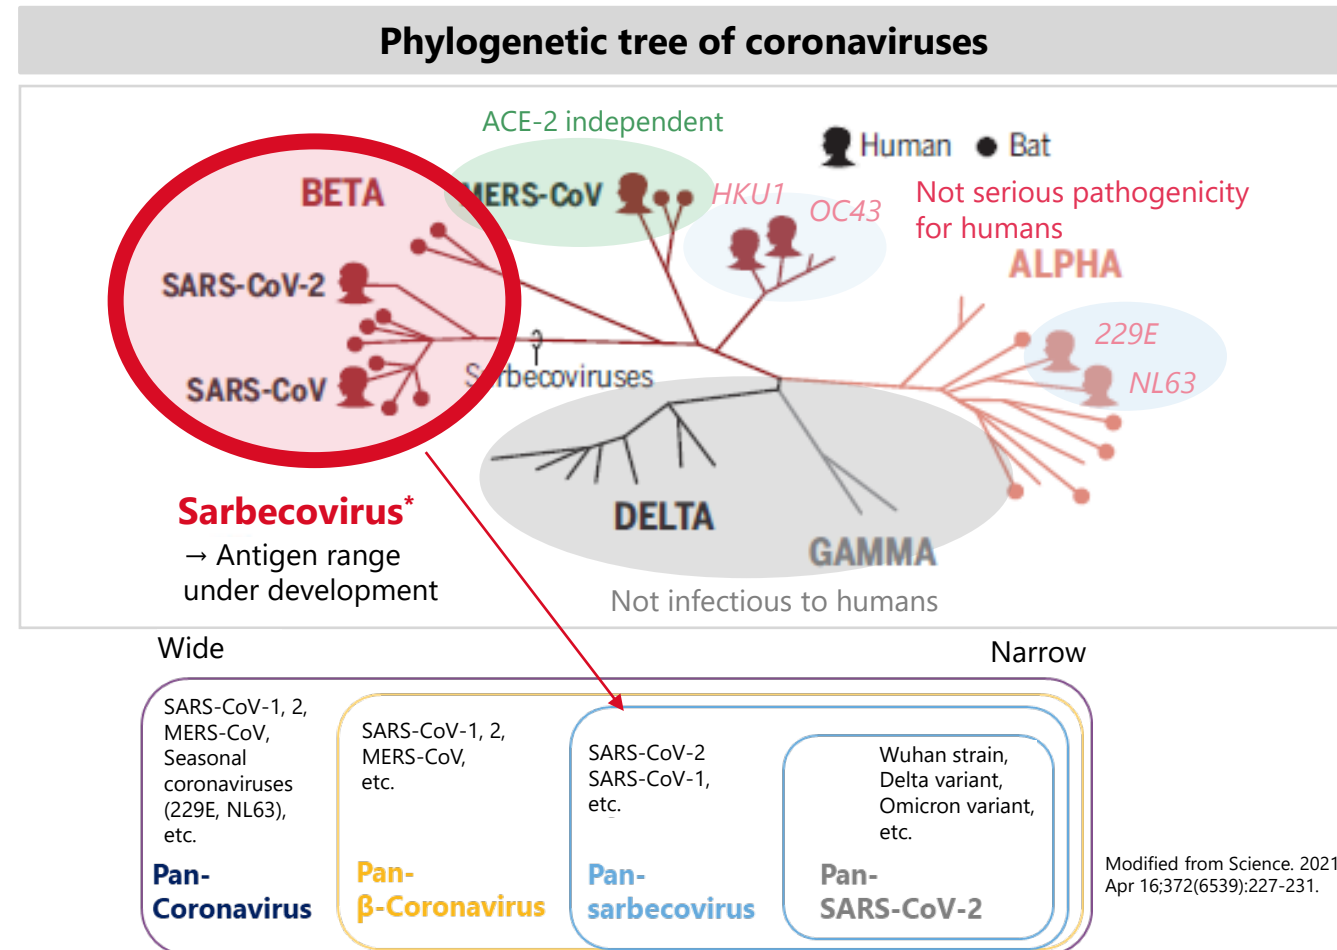 Phylogenetic tree of coronaviruses
ACE-2 independent
Human
Bat
BETA
MERS-CoV
HKU1
OC43
Not serious pathogenicity
for humans
ALPHA
SARS-CoV-2
229E
NL63
Sarbecoviruses
SARS-CoV
DELTA
GAMMA
Sarbecovirus*
→ Antigen range
under development
Not infectious to humans
Wide
Narrow
SARS-CoV-1, 2,
MERS-CoV,
Seasonal
coronaviruses
(229E, NL63),
etc.
Pan-
Coronavirus
SARS-CoV-1, 2,
MERS-CoV,
etc.
Pan-
β-Coronavirus
SARS-CoV-2
SARS-CoV-1,
etc.
Pan-
sarbecovirus
Wuhan strain,
Delta variant,
Omicron variant,
etc.
Pan-
SARS-CoV-2
Modified from Science. 2021
Apr 16;372(6539):227-231.